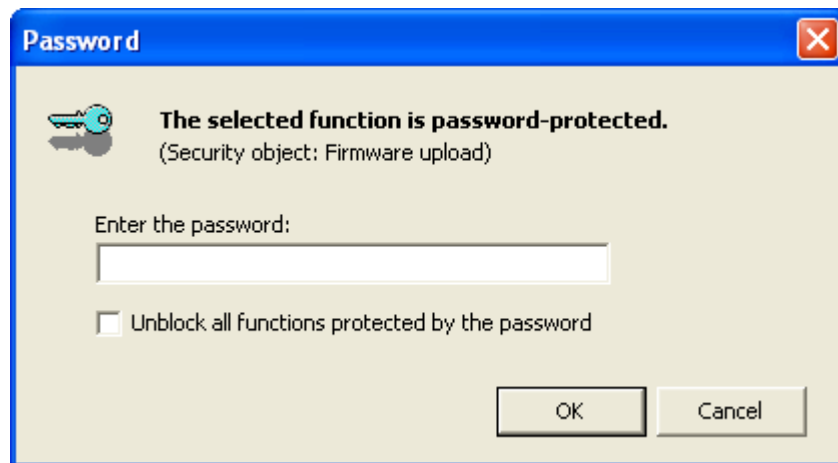 Password
The selected function is password-protected.
(Security object: Firmware upload)
Enter the password:
Unblock all functions protected by the password
OK
Cancel